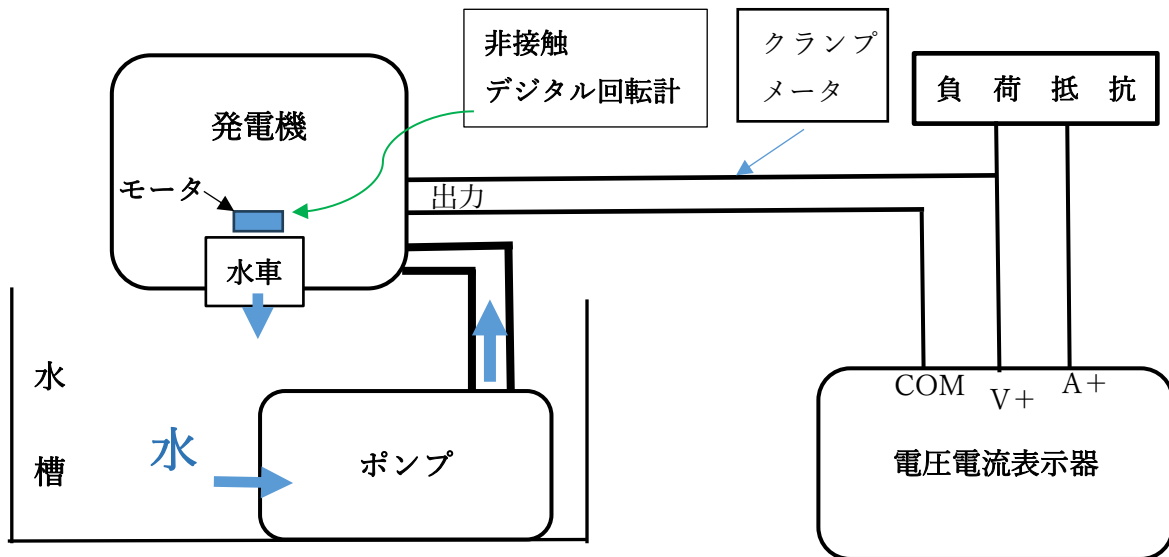 非接触
デジタル回転計
クランプ
メータ
負荷抵抗
発電機
モータ
出力
水車
水
槽
水
ポンプ
COM
V+
A+
電圧電流表示器